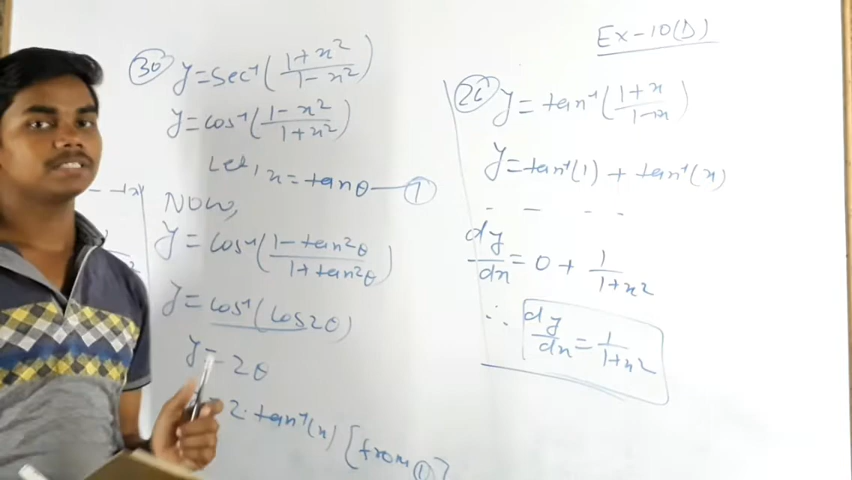 Ex-10(D)
(30) y = sec⁻¹((1+x²)/(1-x²))
y = cos⁻¹((1-x²)/(1+x²))
Let, x = tanθ — (1)
NOW,
y = cos⁻¹((1-tan²θ)/(1+tan²θ))
y = cos⁻¹(cos2θ)
y = 2θ
2·tan⁻¹(x) [from (1)]
y = tan⁻¹((1+x)/(1-x))
y = tan⁻¹(1) + tan⁻¹(x)
dy/dx = 0 + 1/(1+x²)
∴ dy/dx = 1/(1+x²)